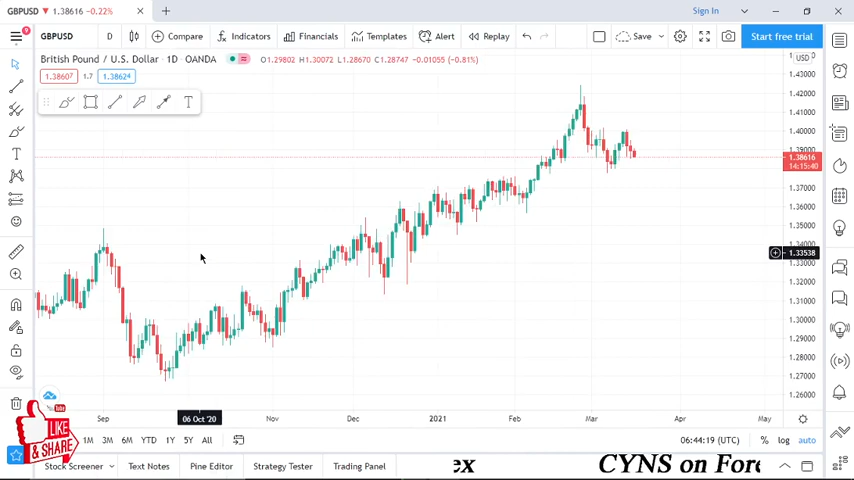 GBPUSD ▼ 1.38616 −0.22%
Sign In
9
GBPUSD D Compare Indicators Financials Templates Alert Replay Save Start free trial
British Pound / U.S. Dollar · 1D · OANDA O1.29802 H1.30072 L1.28670 C1.28747 −0.01055 (−0.81%)
USD
1.38607 1.7 1.38624
T
T
1.43000
1.42000
1.41000
1.40000
1.39000
1.38616
14:15:40
1.37000
1.36000
1.35000
1.34000
1.33538
1.33000
1.32000
1.31000
1.30000
1.29000
1.28000
1.27000
1.26000
Sep 06 Oct '20 Nov Dec 2021 Feb Mar Apr May
LIKE
& SHARE
1M 3M 6M YTD 1Y 5Y All 06:44:19 (UTC) % log auto
Stock Screener Text Notes Pine Editor Strategy Tester Trading Panel ex CYNS on Fore